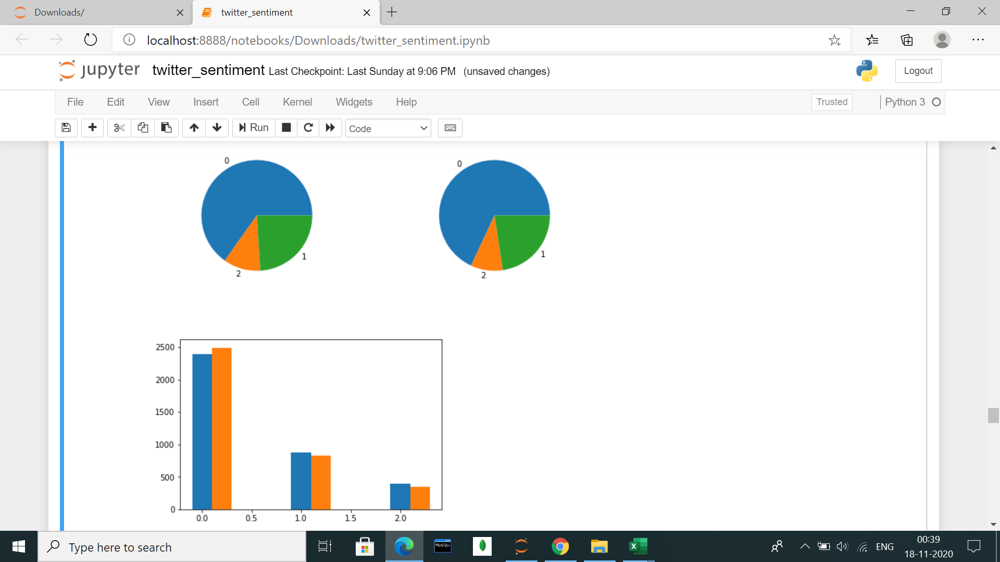 Downloads/
twitter_sentiment
localhost:8888/notebooks/Downloads/twitter_sentiment.ipynb
jupyter twitter_sentiment Last Checkpoint: Last Sunday at 9:06 PM (unsaved changes)
Logout
File Edit View Insert Cell Kernel Widgets Help
Trusted Python 3
Run Code
0
2
1
0
2
1
2500
2000
1500
1000
500
0
0.0 0.5 1.0 1.5 2.0
Type here to search
MySQL
ENG
00:39
18-11-2020